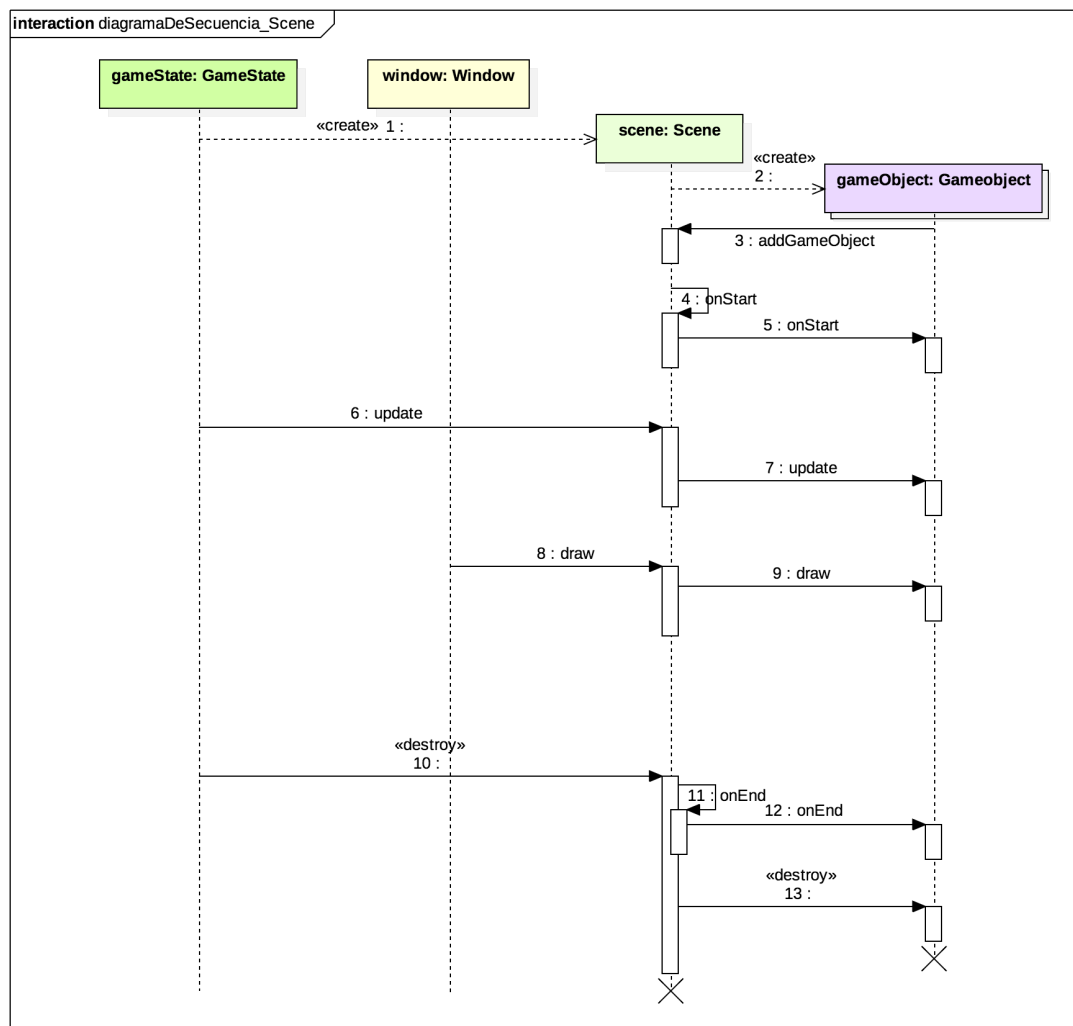 interaction diagramaDeSecuencia_Scene
gameState: GameState
window: Window
«create» 1 :
scene: Scene
«create»
2 :
gameObject: Gameobject
3 : addGameObject
4 : onStart
5 : onStart
6 : update
7 : update
8 : draw
9 : draw
«destroy»
10 :
11 : onEnd
12 : onEnd
«destroy»
13 :